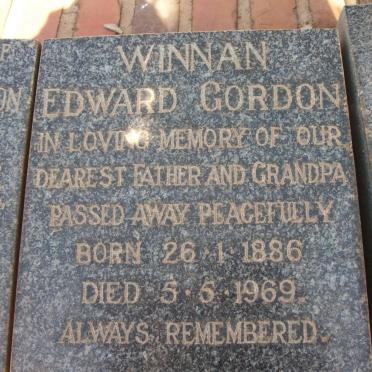 WINNAN
EDWARD GORDON
IN LOVING MEMORY OF OUR
DEAREST FATHER AND GRANDPA
PASSED AWAY PEACEFULLY
BORN 26·1·1886
DIED 5·5·1969.
ALWAYS REMEMBERED.